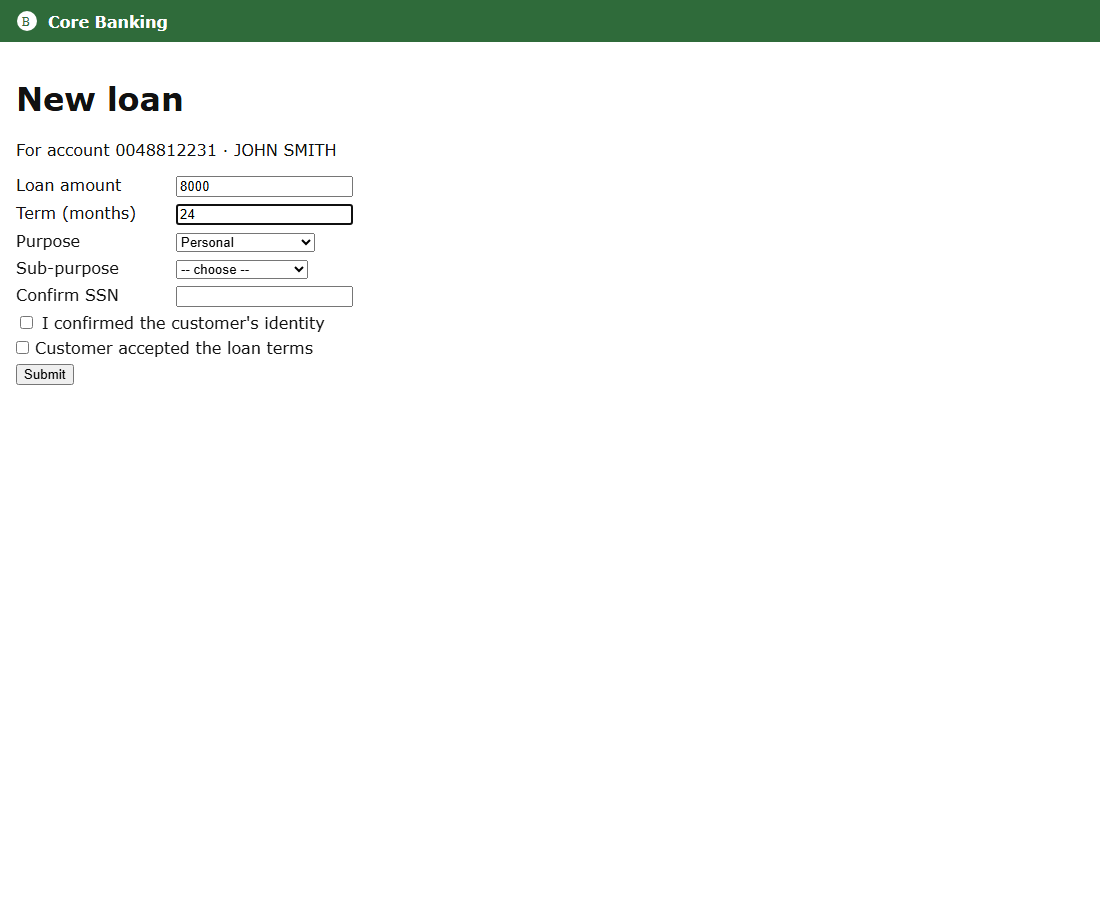 B Core Banking
New loan
For account 0048812231 · JOHN SMITH
Loan amount 8000
Term (months) 24
Purpose Personal
Sub-purpose -- choose --
Confirm SSN
I confirmed the customer's identity
Customer accepted the loan terms
Submit